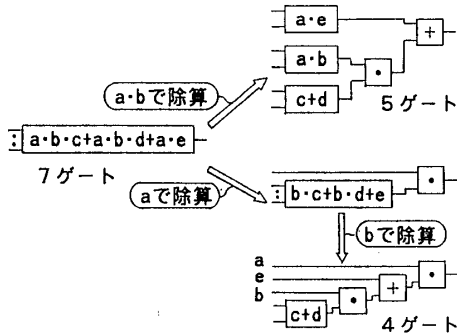 a・e
+
a・b
・
c+d
a・bで除算
5ゲート
a・b・c+a・b・d+a・e
7ゲート
aで除算
・
b・c+b・d+e
bで除算
a
e
b
・
+
・
c+d
4ゲート